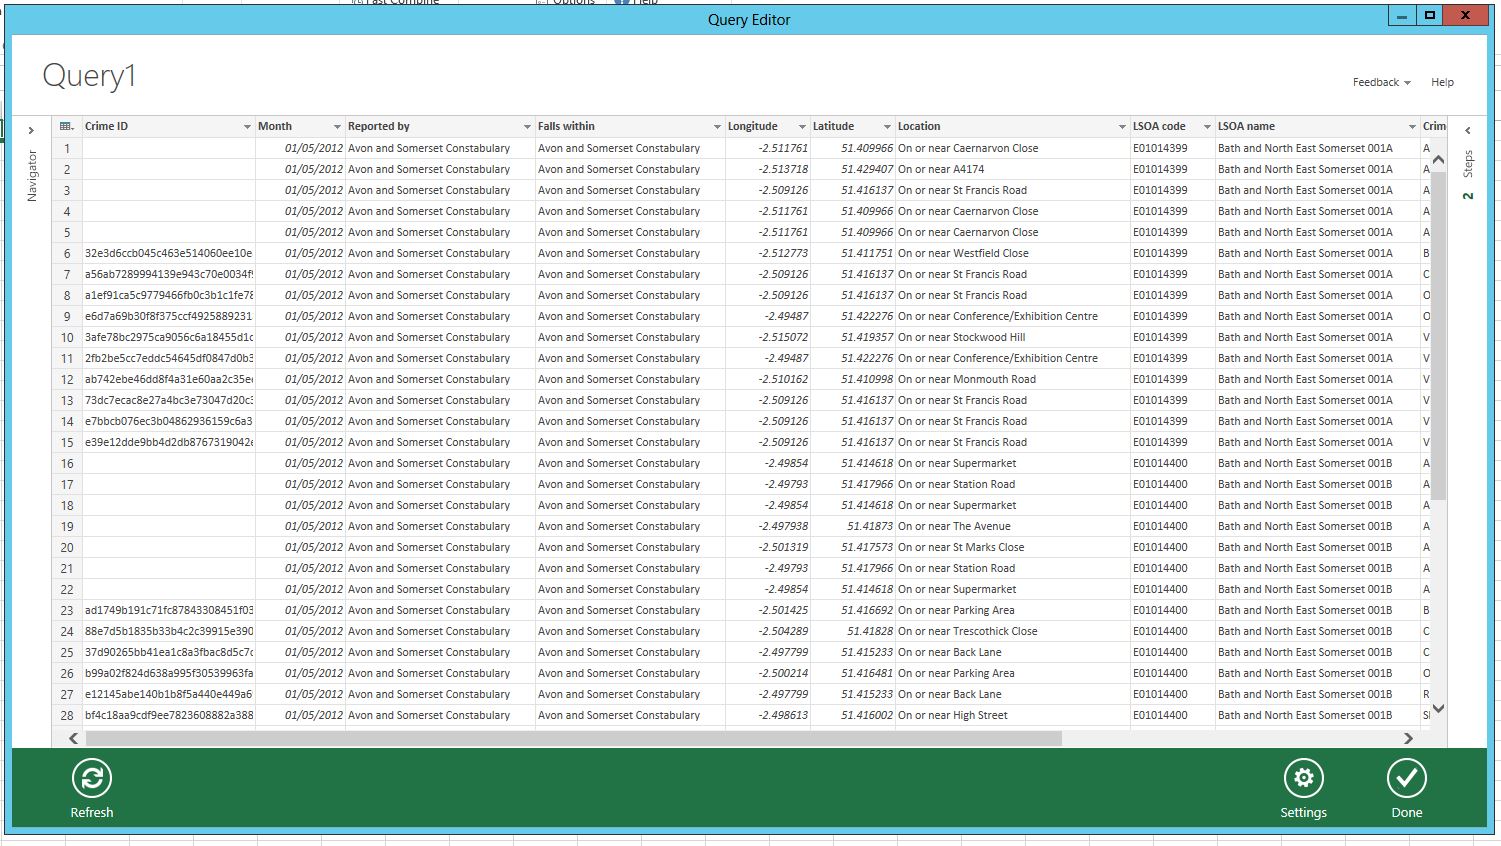 Fast Combine Options Help
Query Editor
Query1
Feedback Help
Navigator
Crime ID Month Reported by Falls within Longitude Latitude Location LSOA code LSOA name Crim
1 01/05/2012 Avon and Somerset Constabulary Avon and Somerset Constabulary -2.511761 51.409966 On or near Caernarvon Close E01014399 Bath and North East Somerset 001A A
2 01/05/2012 Avon and Somerset Constabulary Avon and Somerset Constabulary -2.513718 51.429407 On or near A4174 E01014399 Bath and North East Somerset 001A A
3 01/05/2012 Avon and Somerset Constabulary Avon and Somerset Constabulary -2.509126 51.416137 On or near St Francis Road E01014399 Bath and North East Somerset 001A A
4 01/05/2012 Avon and Somerset Constabulary Avon and Somerset Constabulary -2.511761 51.409966 On or near Caernarvon Close E01014399 Bath and North East Somerset 001A A
5 01/05/2012 Avon and Somerset Constabulary Avon and Somerset Constabulary -2.511761 51.409966 On or near Caernarvon Close E01014399 Bath and North East Somerset 001A A
6 32e3d6ccb045c463e514060ee10e 01/05/2012 Avon and Somerset Constabulary Avon and Somerset Constabulary -2.512773 51.411751 On or near Westfield Close E01014399 Bath and North East Somerset 001A B
7 a56ab7289994139e943c70e0034f9 01/05/2012 Avon and Somerset Constabulary Avon and Somerset Constabulary -2.509126 51.416137 On or near St Francis Road E01014399 Bath and North East Somerset 001A C
8 a1ef91ca5c9779466fb0c3b1c1fe78 01/05/2012 Avon and Somerset Constabulary Avon and Somerset Constabulary -2.509126 51.416137 On or near St Francis Road E01014399 Bath and North East Somerset 001A O
9 e6d7a69b30f8f375ccf4925889231 01/05/2012 Avon and Somerset Constabulary Avon and Somerset Constabulary -2.49487 51.422276 On or near Conference/Exhibition Centre E01014399 Bath and North East Somerset 001A O
10 3afe78bc2975ca9056c6a18455d1c 01/05/2012 Avon and Somerset Constabulary Avon and Somerset Constabulary -2.515072 51.419357 On or near Stockwood Hill E01014399 Bath and North East Somerset 001A V
11 2fb2be5cc7eddc54645df0847d0b3 01/05/2012 Avon and Somerset Constabulary Avon and Somerset Constabulary -2.49487 51.422276 On or near Conference/Exhibition Centre E01014399 Bath and North East Somerset 001A V
12 ab742ebe46dd8f4a31e60aa2c35e 01/05/2012 Avon and Somerset Constabulary Avon and Somerset Constabulary -2.510162 51.410998 On or near Monmouth Road E01014399 Bath and North East Somerset 001A V
13 73dc7ecac8e27a4bc3e73047d20c3 01/05/2012 Avon and Somerset Constabulary Avon and Somerset Constabulary -2.509126 51.416137 On or near St Francis Road E01014399 Bath and North East Somerset 001A V
14 e7bbcb076ec3b04862936159c6a3 01/05/2012 Avon and Somerset Constabulary Avon and Somerset Constabulary -2.509126 51.416137 On or near St Francis Road E01014399 Bath and North East Somerset 001A V
15 e39e12dde9bb4d2db8767319042e 01/05/2012 Avon and Somerset Constabulary Avon and Somerset Constabulary -2.509126 51.416137 On or near St Francis Road E01014399 Bath and North East Somerset 001A V
16 01/05/2012 Avon and Somerset Constabulary Avon and Somerset Constabulary -2.49854 51.414618 On or near Supermarket E01014400 Bath and North East Somerset 001B A
17 01/05/2012 Avon and Somerset Constabulary Avon and Somerset Constabulary -2.49793 51.417966 On or near Station Road E01014400 Bath and North East Somerset 001B A
18 01/05/2012 Avon and Somerset Constabulary Avon and Somerset Constabulary -2.49854 51.414618 On or near Supermarket E01014400 Bath and North East Somerset 001B A
19 01/05/2012 Avon and Somerset Constabulary Avon and Somerset Constabulary -2.497938 51.41873 On or near The Avenue E01014400 Bath and North East Somerset 001B A
20 01/05/2012 Avon and Somerset Constabulary Avon and Somerset Constabulary -2.501319 51.417573 On or near St Marks Close E01014400 Bath and North East Somerset 001B A
21 01/05/2012 Avon and Somerset Constabulary Avon and Somerset Constabulary -2.49793 51.417966 On or near Station Road E01014400 Bath and North East Somerset 001B A
22 01/05/2012 Avon and Somerset Constabulary Avon and Somerset Constabulary -2.49854 51.414618 On or near Supermarket E01014400 Bath and North East Somerset 001B A
23 ad1749b191c71fc87843308451f03 01/05/2012 Avon and Somerset Constabulary Avon and Somerset Constabulary -2.501425 51.416692 On or near Parking Area E01014400 Bath and North East Somerset 001B B
24 88e7d5b1835b33b4c2c39915e390 01/05/2012 Avon and Somerset Constabulary Avon and Somerset Constabulary -2.504289 51.41828 On or near Trescothick Close E01014400 Bath and North East Somerset 001B C
25 37d90265bb41ea1c8a3fbac8d5c7c 01/05/2012 Avon and Somerset Constabulary Avon and Somerset Constabulary -2.497799 51.415233 On or near Back Lane E01014400 Bath and North East Somerset 001B C
26 b99a02f824d638a995f30539963fa 01/05/2012 Avon and Somerset Constabulary Avon and Somerset Constabulary -2.500214 51.416481 On or near Parking Area E01014400 Bath and North East Somerset 001B O
27 e12145abe140b1b8f5a440e449a6 01/05/2012 Avon and Somerset Constabulary Avon and Somerset Constabulary -2.497799 51.415233 On or near Back Lane E01014400 Bath and North East Somerset 001B R
28 bf4c18aa9cdf9ee7823608882a388 01/05/2012 Avon and Somerset Constabulary Avon and Somerset Constabulary -2.498613 51.416002 On or near High Street E01014400 Bath and North East Somerset 001B S
2 Steps
Refresh Settings Done